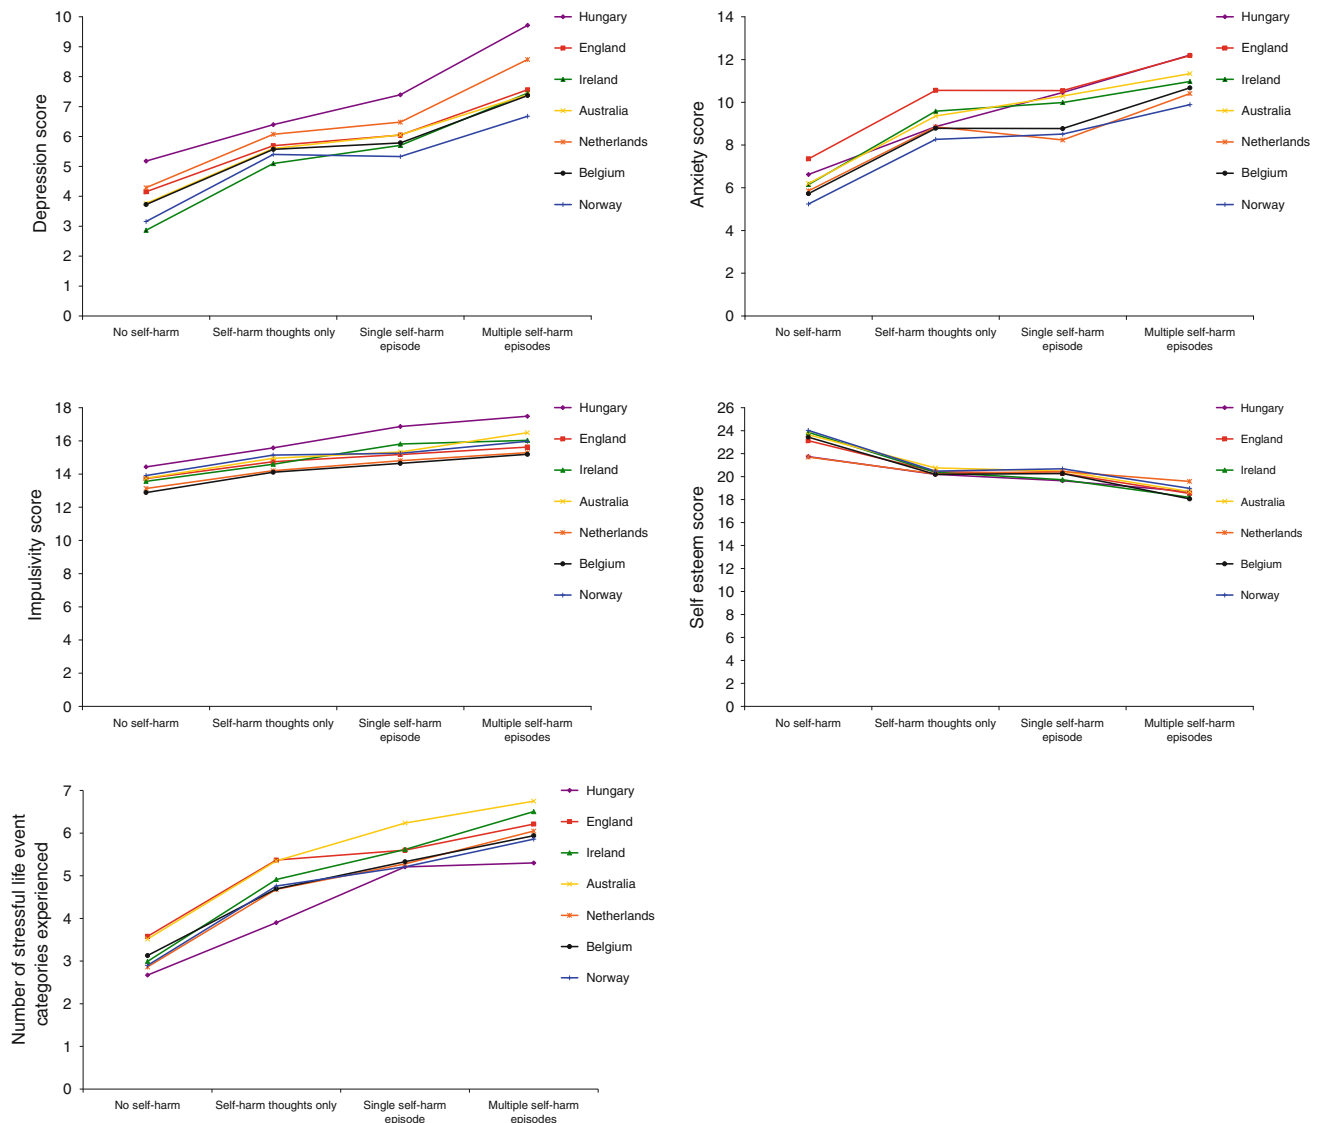 Depression score
10
9
8
7
6
5
4
3
2
1
0
No self-harm
Self-harm thoughts only
Single self-harm
episode
Multiple self-harm
episodes
Hungary
England
Ireland
Australia
Netherlands
Belgium
Norway
Anxiety score
14
12
10
8
6
4
2
0
No self-harm
Self-harm thoughts only
Single self-harm
episode
Multiple self-harm
episodes
Hungary
England
Ireland
Australia
Netherlands
Belgium
Norway
Impulsivity score
18
16
14
12
10
8
6
4
2
0
No self-harm
Self-harm thoughts only
Single self-harm
episode
Multiple self-harm
episodes
Hungary
England
Ireland
Australia
Netherlands
Belgium
Norway
Self esteem score
26
24
22
20
18
16
14
12
10
8
6
4
2
0
No self-harm
Self-harm thoughts only
Single self-harm
episode
Multiple self-harm
episodes
Hungary
England
Ireland
Australia
Netherlands
Belgium
Norway
Number of stressful life event
categories experienced
7
6
5
4
3
2
1
0
No self-harm
Self-harm thoughts only
Single self-harm
episode
Multiple self-harm
episodes
Hungary
England
Ireland
Australia
Netherlands
Belgium
Norway